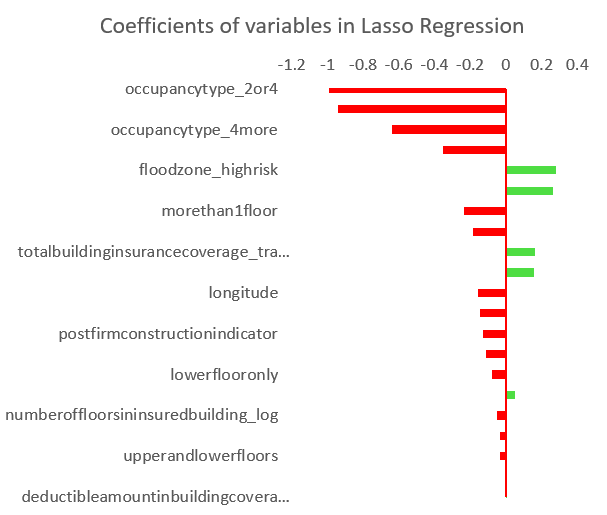 Coefficients of variables in Lasso Regression
-1.2 -1 -0.8 -0.6 -0.4 -0.2 0 0.2 0.4
occupancytype_2or4
occupancytype_4more
floodzone_highrisk
morethan1floor
totalbuildinginsurancecoverage_tra...
longitude
postfirmconstructionindicator
lowerflooronly
numberoffloorsininsuredbuilding_log
upperandlowerfloors
deductibleamountinbuildingcovera...